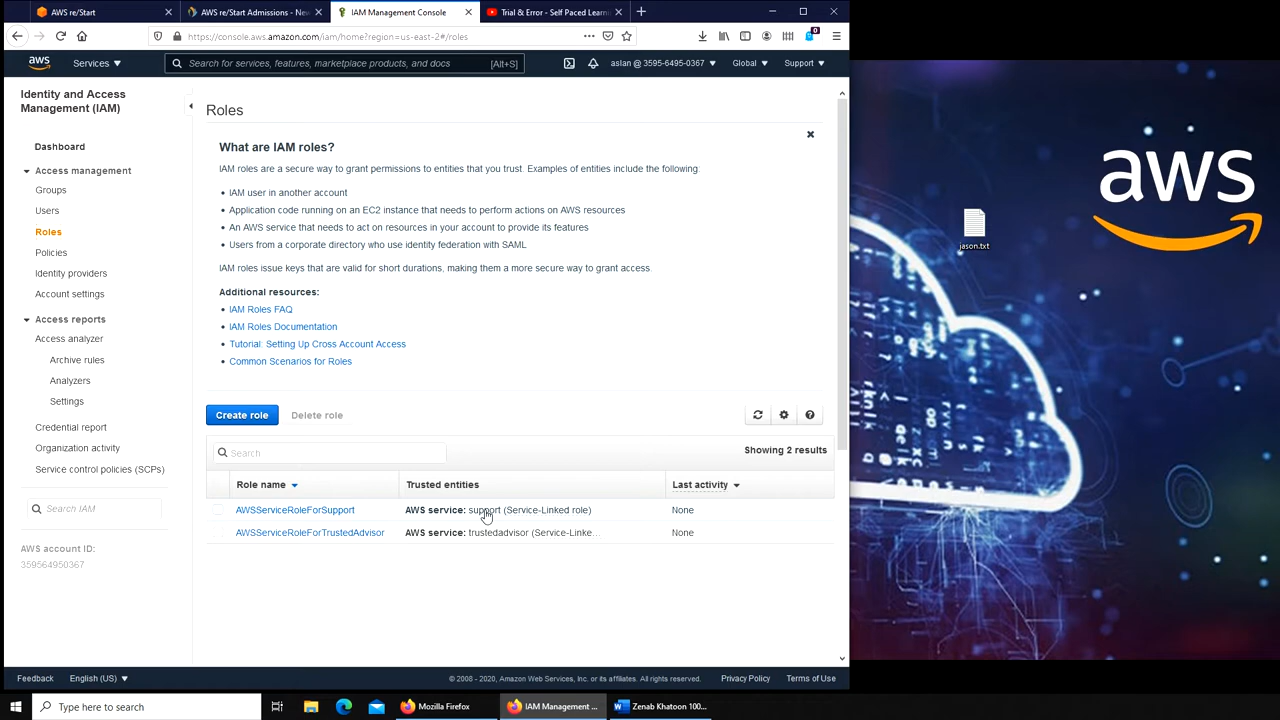 AWS re/Start
AWS re/Start Admissions - New
IAM Management Console
Trial & Error - Self Paced Learni
https://console.aws.amazon.com/iam/home?region=us-east-2#/roles
0
aws
Services
Search for services, features, marketplace products, and docs
[Alt+S]
aslan @ 3595-6495-0367
Global
Support
Identity and Access
Management (IAM)
Dashboard
Access management
Groups
Users
Roles
Policies
Identity providers
Account settings
Access reports
Access analyzer
Archive rules
Analyzers
Settings
Credential report
Organization activity
Service control policies (SCPs)
Search IAM
AWS account ID:
359564950367
Roles
What are IAM roles?
IAM roles are a secure way to grant permissions to entities that you trust. Examples of entities include the following:
• IAM user in another account
• Application code running on an EC2 instance that needs to perform actions on AWS resources
• An AWS service that needs to act on resources in your account to provide its features
• Users from a corporate directory who use identity federation with SAML
IAM roles issue keys that are valid for short durations, making them a more secure way to grant access.
Additional resources:
• IAM Roles FAQ
• IAM Roles Documentation
• Tutorial: Setting Up Cross Account Access
• Common Scenarios for Roles
Create role
Delete role
Search
Showing 2 results
Role name
Trusted entities
Last activity
AWSServiceRoleForSupport
AWS service: support (Service-Linked role)
None
AWSServiceRoleForTrustedAdvisor
AWS service: trustedadvisor (Service-Linke...
None
Feedback
English (US)
© 2008 - 2020, Amazon Web Services, Inc. or its affiliates. All rights reserved.
Privacy Policy
Terms of Use
aws
jason.txt
Type here to search
Mozilla Firefox
IAM Management ...
Zenab Khatoon 100...